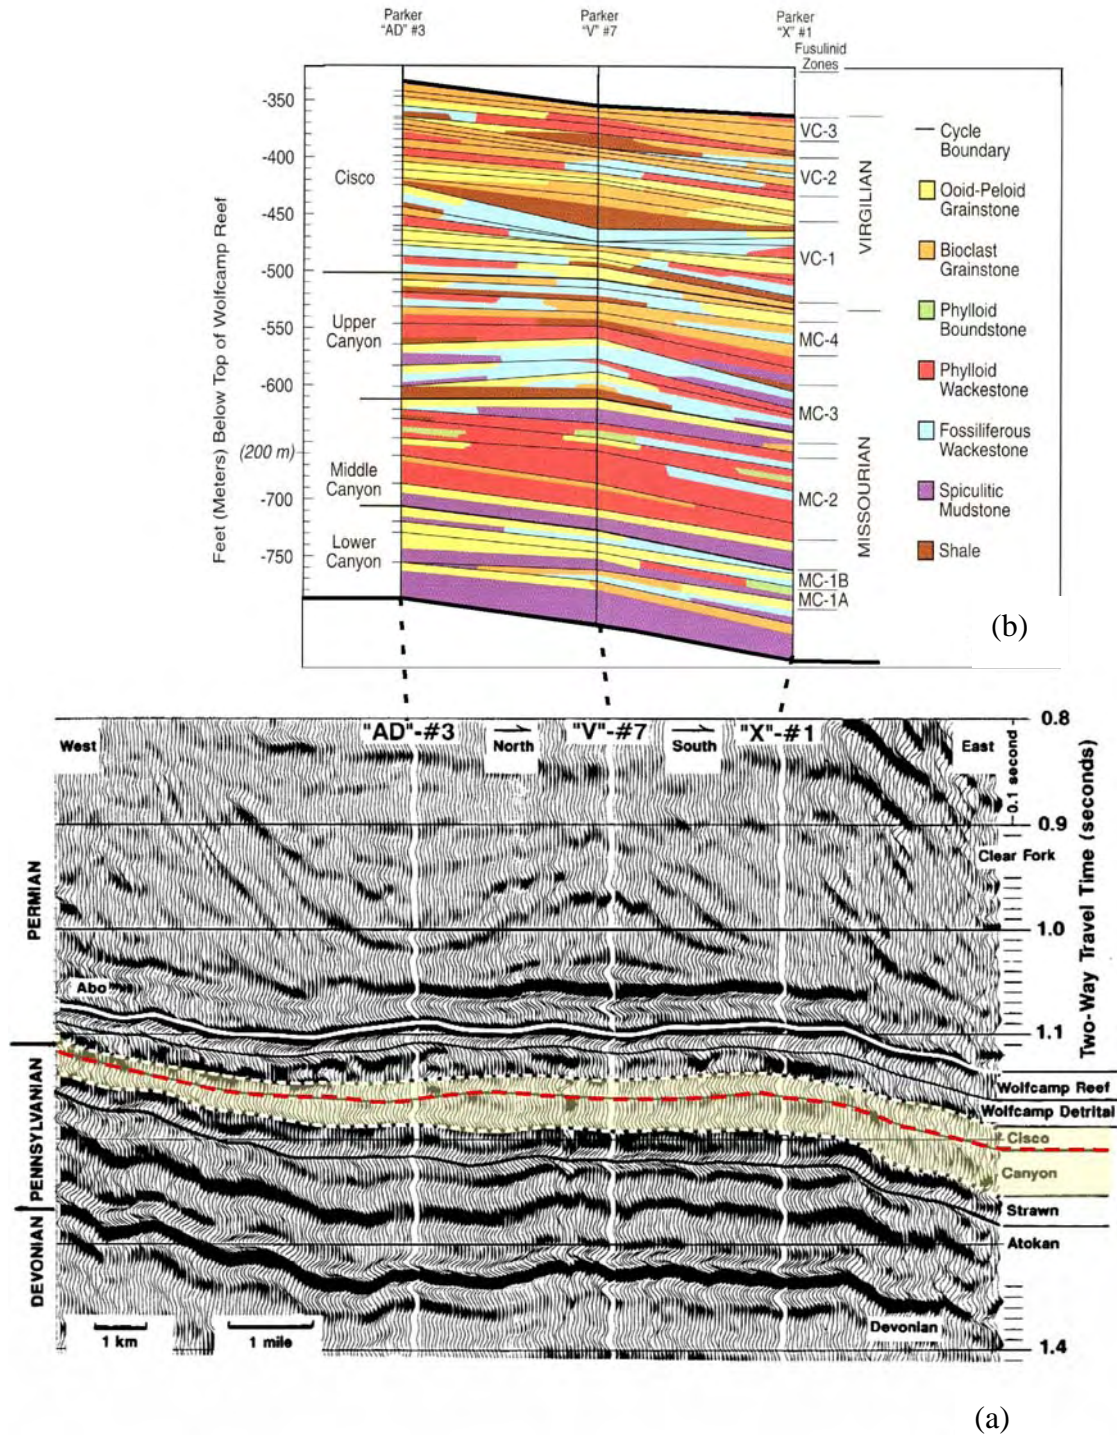 Parker
"AD" #3
Parker
"V" #7
Parker
"X" #1
Fusulinid
Zones
Feet (Meters) Below Top of Wolfcamp Reef
-350
-400
-450
-500
-550
-600
(200 m)
-700
-750
Cisco
Upper
Canyon
Middle
Canyon
Lower
Canyon
VC-3
VC-2
VC-1
MC-4
MC-3
MC-2
MC-1B
MC-1A
VIRGILIAN
MISSOURIAN
Cycle
Boundary
Ooid-Peloid
Grainstone
Bioclast
Grainstone
Phylloid
Boundstone
Phylloid
Wackestone
Fossiliferous
Wackestone
Spiculitic
Mudstone
Shale
(b)
West
"AD"-#3
North
"V"-#7
South
"X"-#1
East
0.1 second
0.8
0.9
1.0
1.1
1.4
Two-Way Travel Time (seconds)
Clear Fork
PERMIAN
PENNSYLVANIAN
DEVONIAN
Abo
Wolfcamp Reef
Wolfcamp Detrital
Cisco
Canyon
Strawn
Atokan
Devonian
1 km
1 mile
(a)